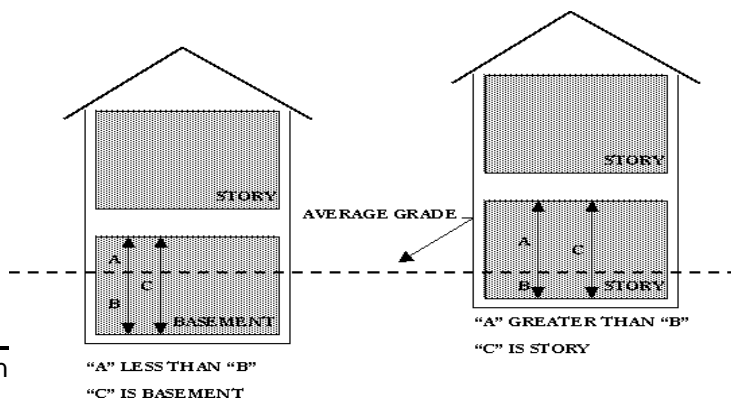 STORY
STORY
AVERAGE GRADE
A
C
B
BASEMENT
A
C
B
STORY
"A" LESS THAN "B"
"C" IS BASEMENT
"A" GREATER THAN "B"
"C" IS STORY